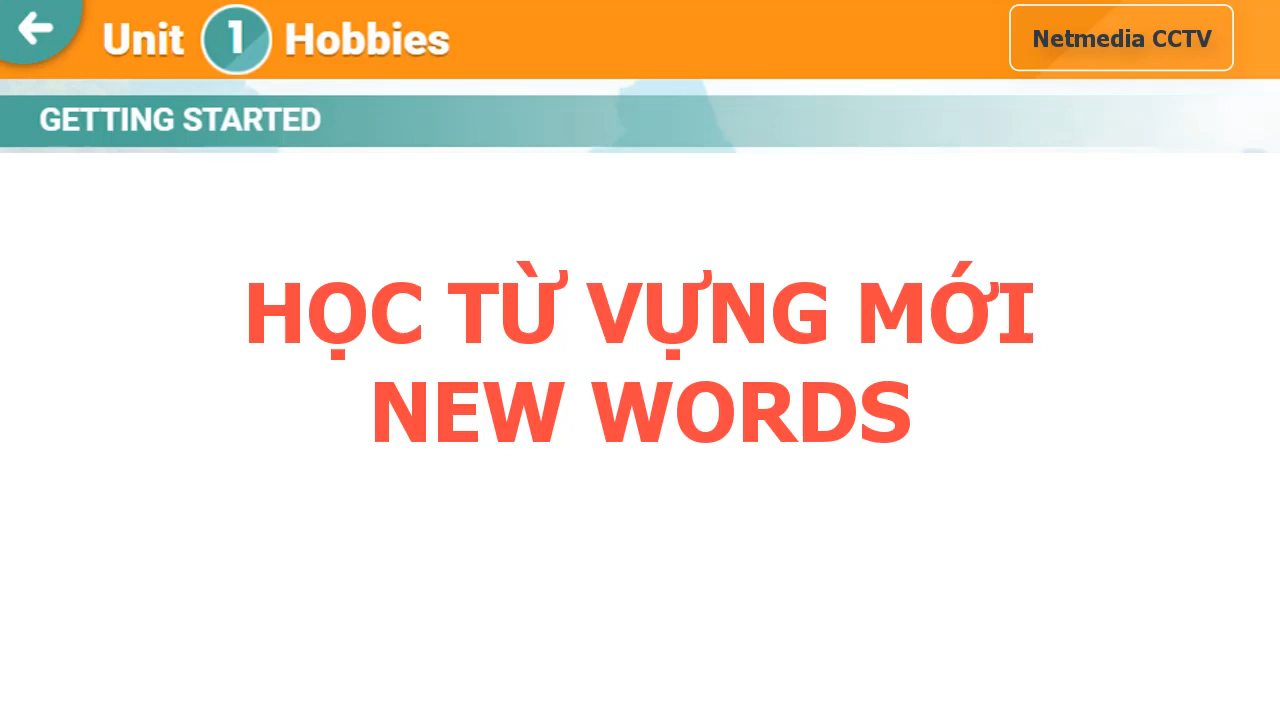 Unit 1 Hobbies
Netmedia CCTV
GETTING STARTED
HỌC TỪ VỰNG MỚI
NEW WORDS